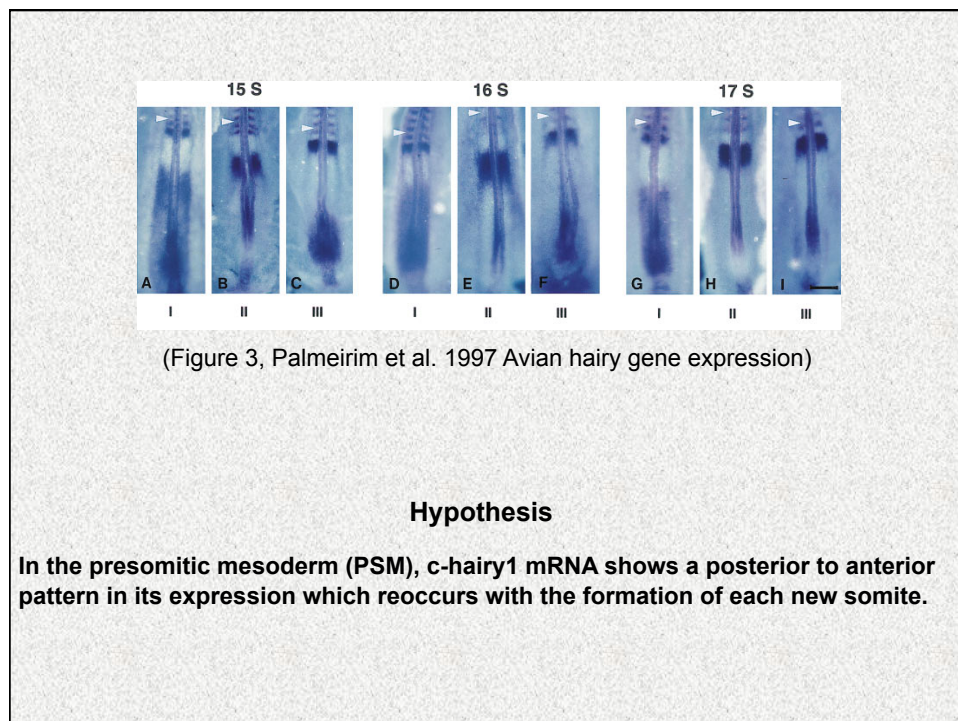 15 S 16 S 17 S
A B C D E F G H I
I II III I II III I II III
(Figure 3, Palmeirim et al. 1997 Avian hairy gene expression)
Hypothesis
In the presomitic mesoderm (PSM), c-hairy1 mRNA shows a posterior to anterior
pattern in its expression which reoccurs with the formation of each new somite.